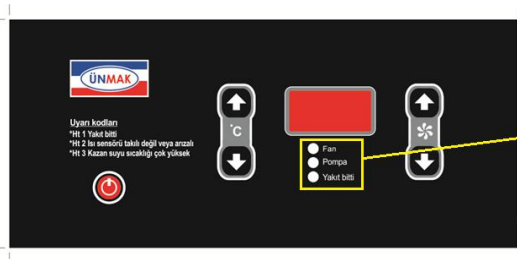 ÜNMAK
Uyarı kodları
*Ht 1 Yakıt bitti
*Ht 2 Isı sensörü takılı değil veya arızalı
*Ht 3 Kazan suyu sıcaklığı çok yüksek
°C
Fan
Pompa
Yakıt bitti